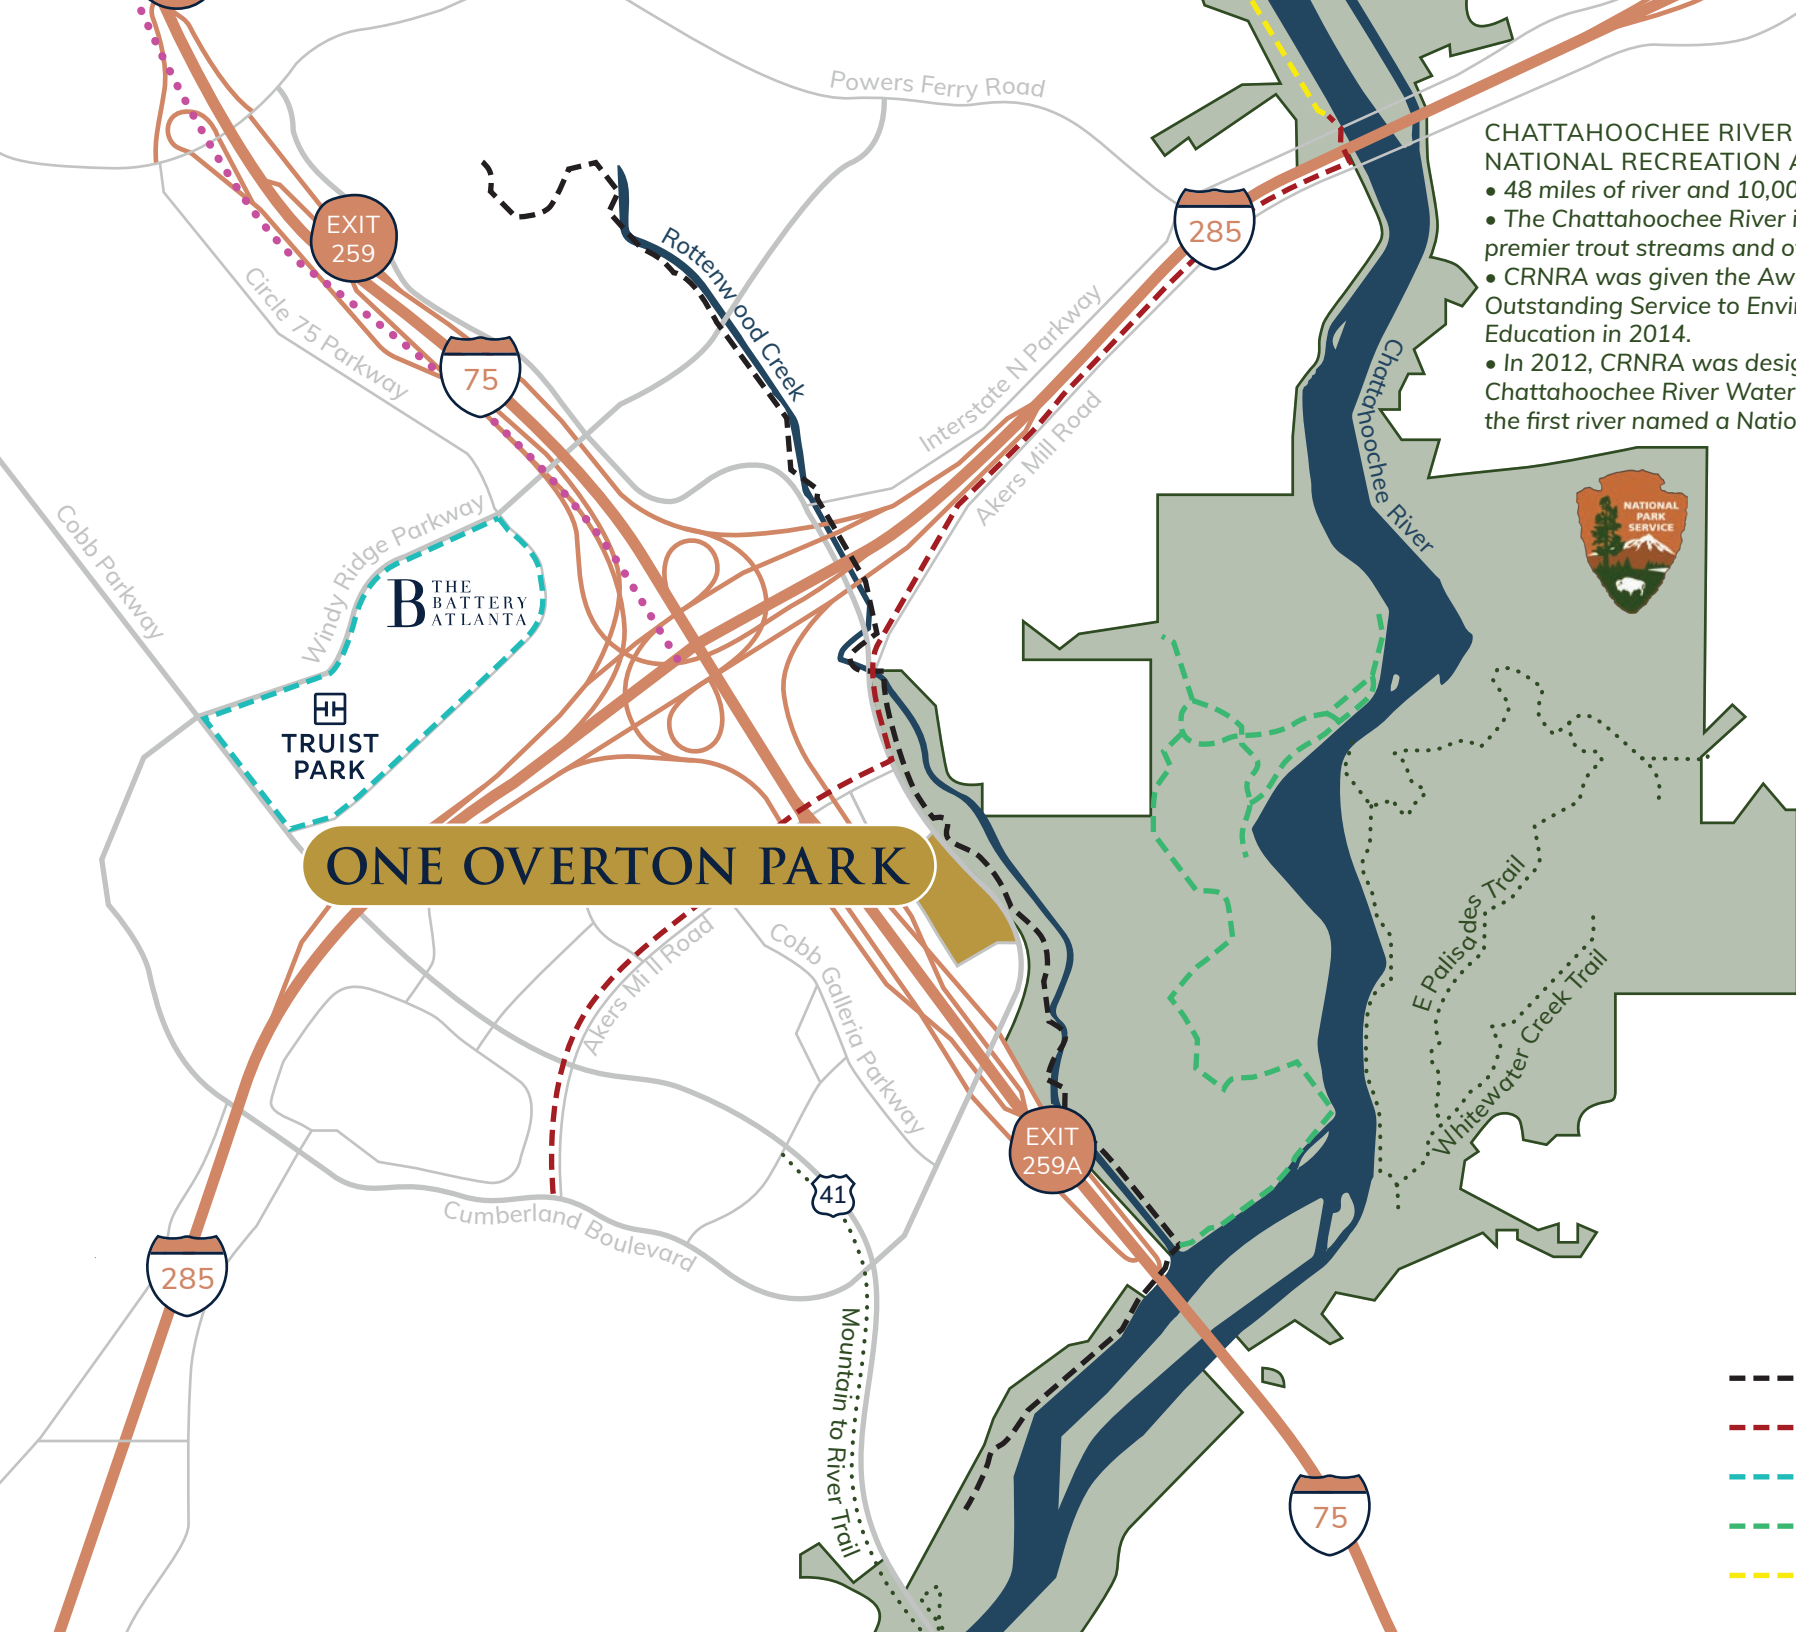 Powers Ferry Road
CHATTAHOOCHEE RIVER
NATIONAL RECREATION A
• 48 miles of river and 10,00
• The Chattahoochee River i
premier trout streams and o
• CRNRA was given the Aw
Outstanding Service to Envi
Education in 2014.
• In 2012, CRNRA was desig
Chattahoochee River Water
the first river named a Natio
EXIT
259
285
Rottenwood Creek
Circle 75 Parkway
75
Interstate N Parkway
Akers Mill Road
Chattahoochee River
NATIONAL
PARK
SERVICE
Cobb Parkway
Windy Ridge Parkway
B THE
BATTERY
ATLANTA
TRUIST
PARK
ONE OVERTON PARK
E Palisades Trail
Whitewater Creek Trail
Akers Mill Road
Cobb Galleria Parkway
EXIT
259A
41
Cumberland Boulevard
285
Mountain to River Trail
75